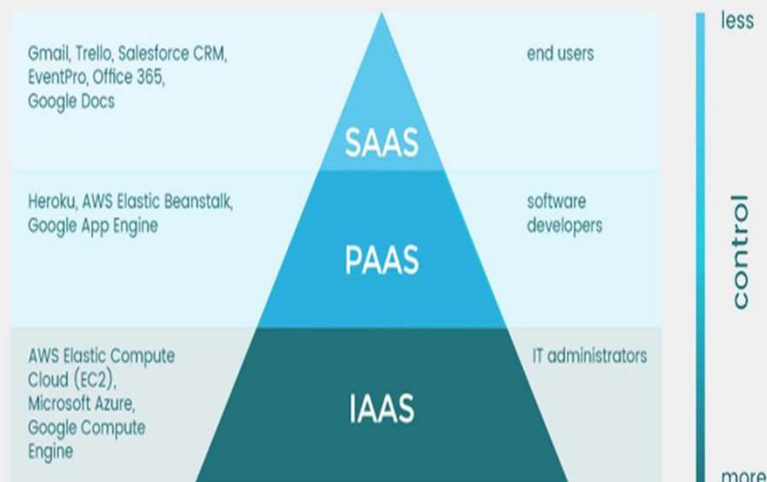 Gmail, Trello, Salesforce CRM,
EventPro, Office 365,
Google Docs
SAAS
end users
Heroku, AWS Elastic Beanstalk,
Google App Engine
PAAS
software
developers
AWS Elastic Compute
Cloud (EC2),
Microsoft Azure,
Google Compute
Engine
IAAS
IT administrators
less
control
more